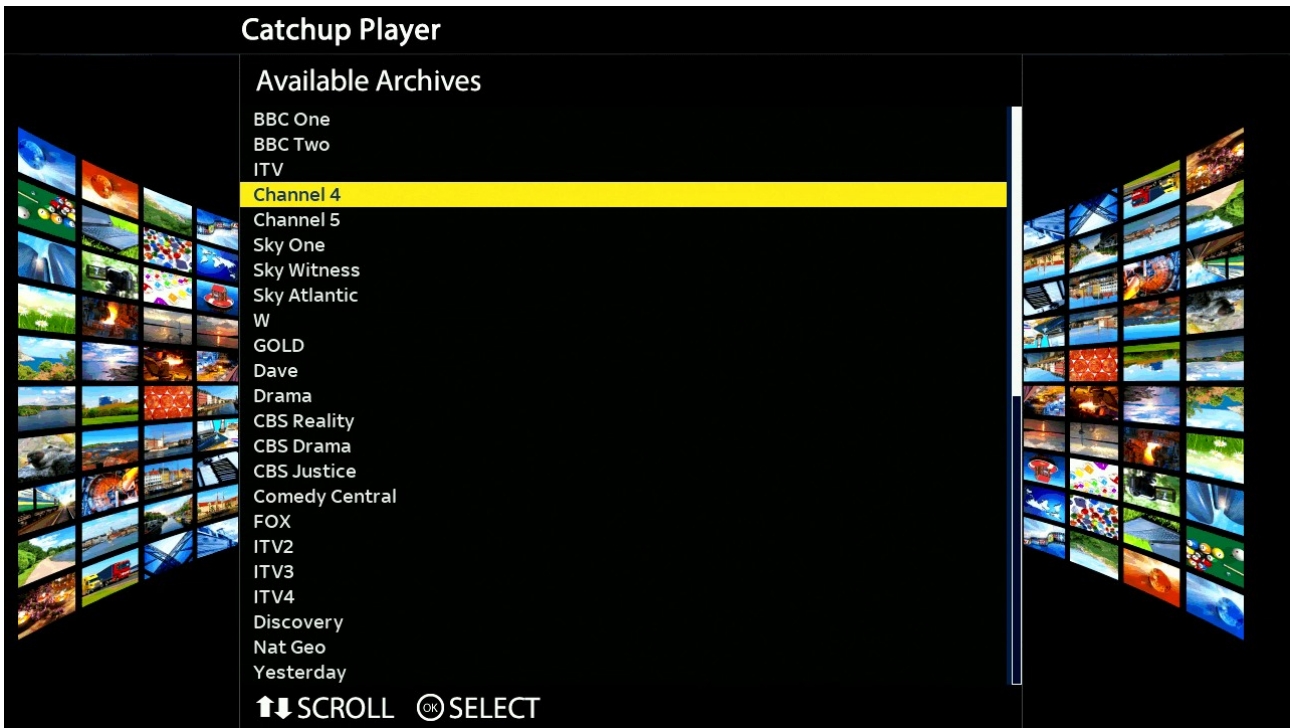 Catchup Player
Available Archives
BBC One
BBC Two
ITV
Channel 4
Channel 5
Sky One
Sky Witness
Sky Atlantic
W
GOLD
Dave
Drama
CBS Reality
CBS Drama
CBS Justice
Comedy Central
FOX
ITV2
ITV3
ITV4
Discovery
Nat Geo
Yesterday
SCROLL OK SELECT